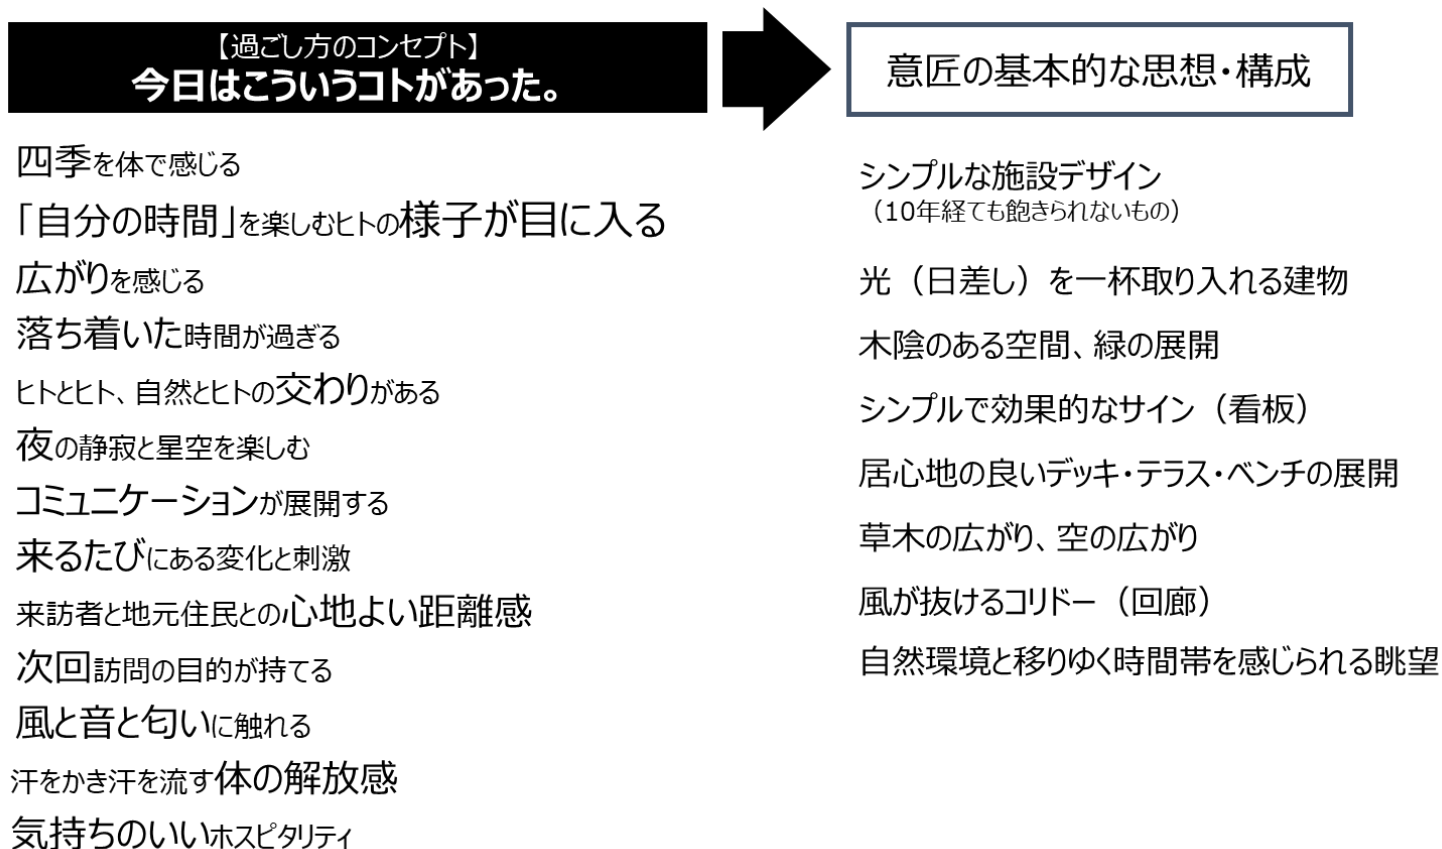 【過ごし方のコンセプト】
今日はこういうコトがあった。
四季を体で感じる
「自分の時間」を楽しむヒトの様子が目に入る
広がりを感じる
落ち着いた時間が過ぎる
ヒトとヒト、自然とヒトの交わりがある
夜の静寂と星空を楽しむ
コミュニケーションが展開する
来るたびにある変化と刺激
来訪者と地元住民との心地よい距離感
次回訪問の目的が持てる
風と音と匂いに触れる
汗をかき汗を流す体の解放感
気持ちのいいホスピタリティ
意匠の基本的な思想・構成
シンプルな施設デザイン
（10年経ても飽きられないもの）
光（日差し）を一杯取り入れる建物
木陰のある空間、緑の展開
シンプルで効果的なサイン（看板）
居心地の良いデッキ・テラス・ベンチの展開
草木の広がり、空の広がり
風が抜けるコリドー（回廊）
自然環境と移りゆく時間帯を感じられる眺望